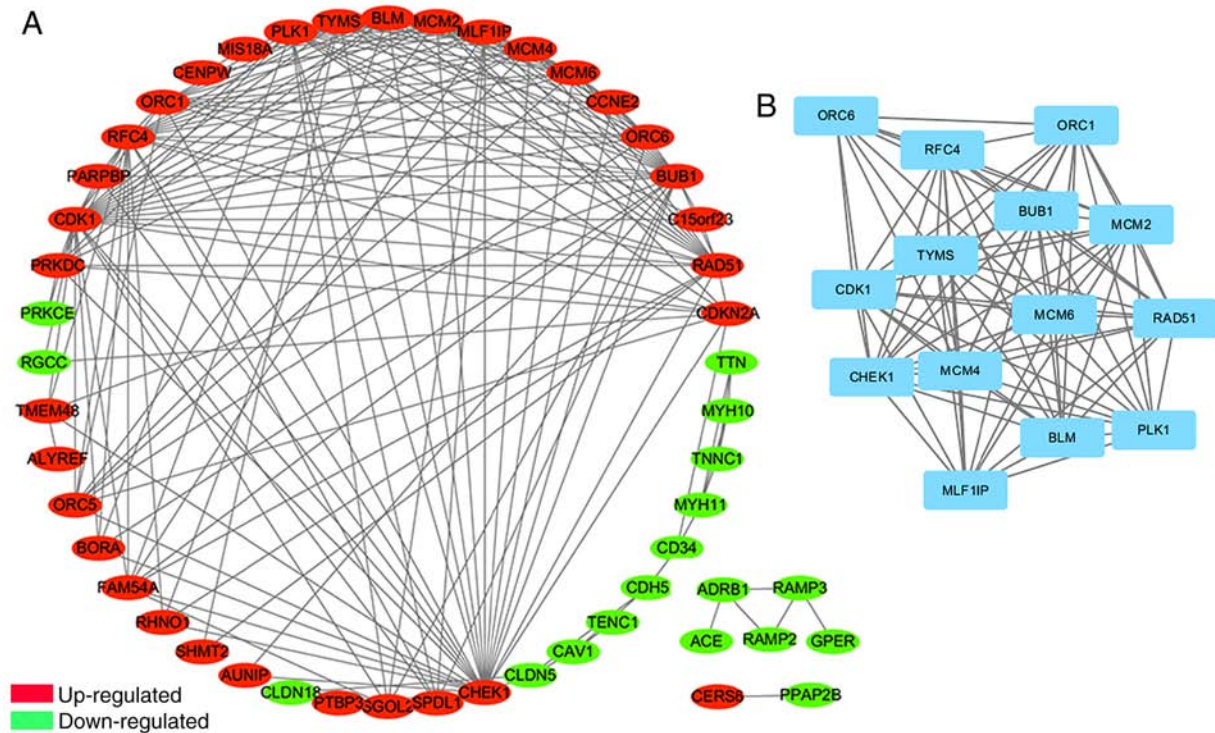 A
TYMS
BLM
MCM2
PLK1
MLF1IP
MIS18A
MCM4
CENPW
MCM6
ORC1
CCNE2
RFC4
ORC6
PARPBP
BUB1
CDK1
C15orf23
PRKDC
RAD51
PRKCE
CDKN2A
RGCC
TTN
TMEM48
MYH10
ALYREF
TNNC1
ORC5
MYH11
BORA
CD34
FAM54A
CDH5
RHNO1
TENC1
SHMT2
CAV1
AUNIP
CLDN5
CLDN18
PTBP3
SGOL2
SPDL1
CHEK1
ADRB1
RAMP3
ACE
RAMP2
GPER
CERS6
PPAP2B
Up-regulated
Down-regulated
B
ORC6
ORC1
RFC4
BUB1
MCM2
TYMS
CDK1
MCM6
RAD51
CHEK1
MCM4
BLM
PLK1
MLF1IP